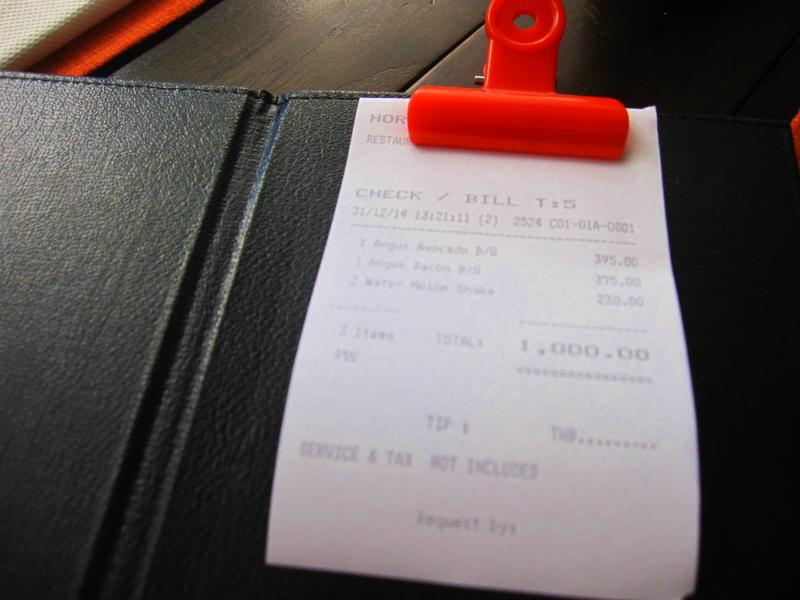 HOR
RESTAUR
CHECK / BILL T:5
31/12/14 13:21:11 (2) 2524 C01-01A-0001
1 Angus Avocado B/G 395.00
1 Angus Bacon B/G 375.00
2 Water Melon Shake 230.00
3 Items TOTAL: 1,000.00
TIP : THB.........
SERVICE & TAX NOT INCLUDED
Request by: